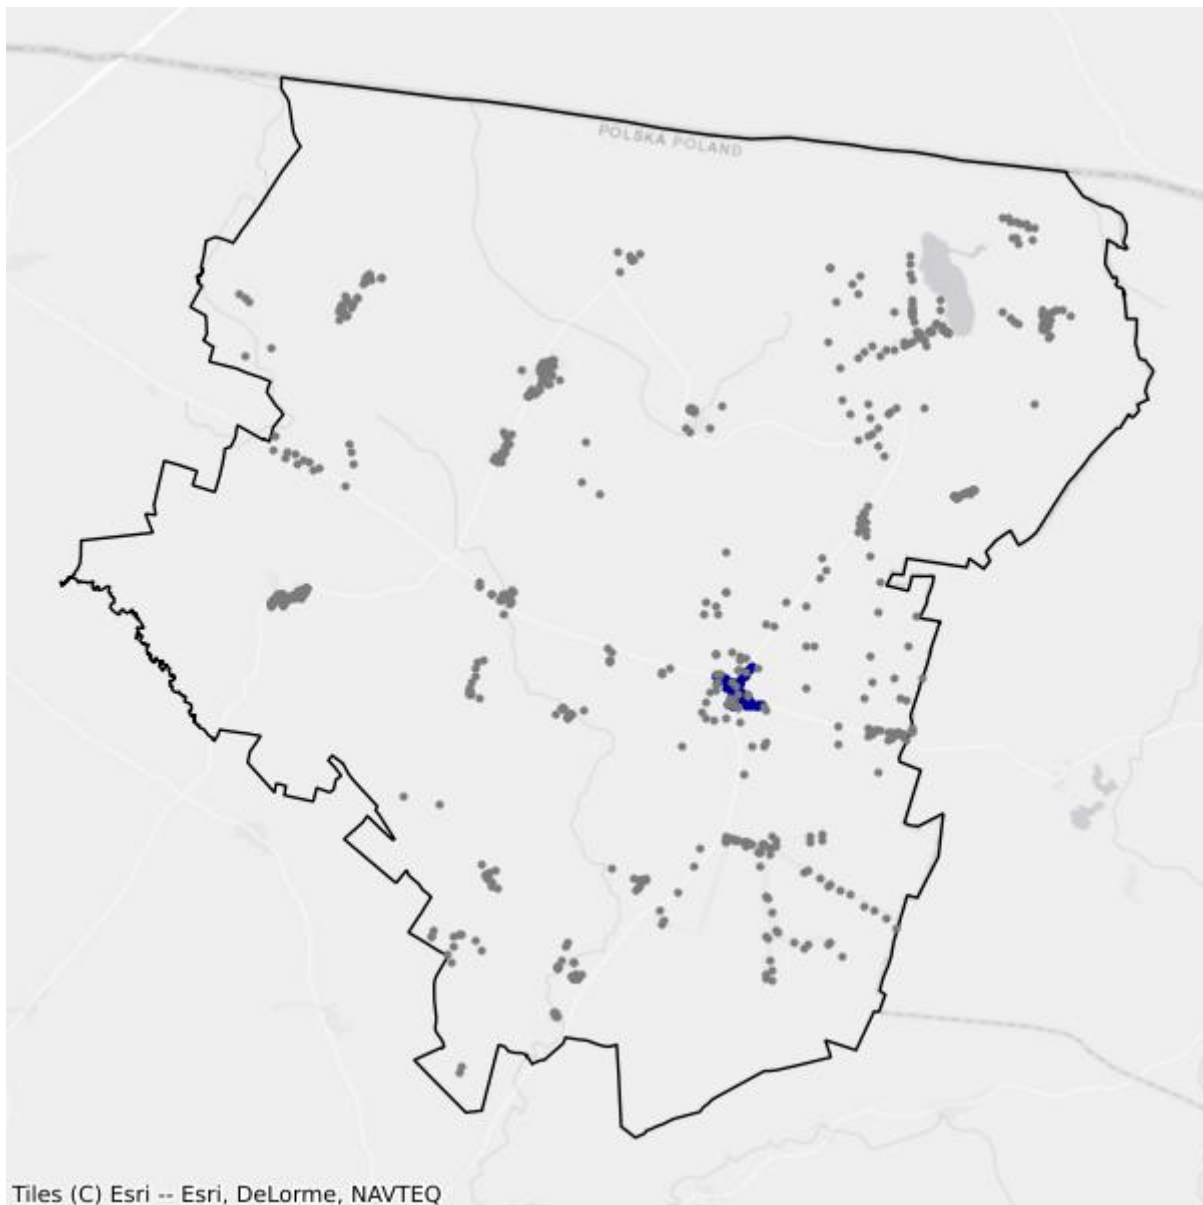 POLSKA POLAND
Tiles (C) Esri -- Esri, DeLorme, NAVTEQ